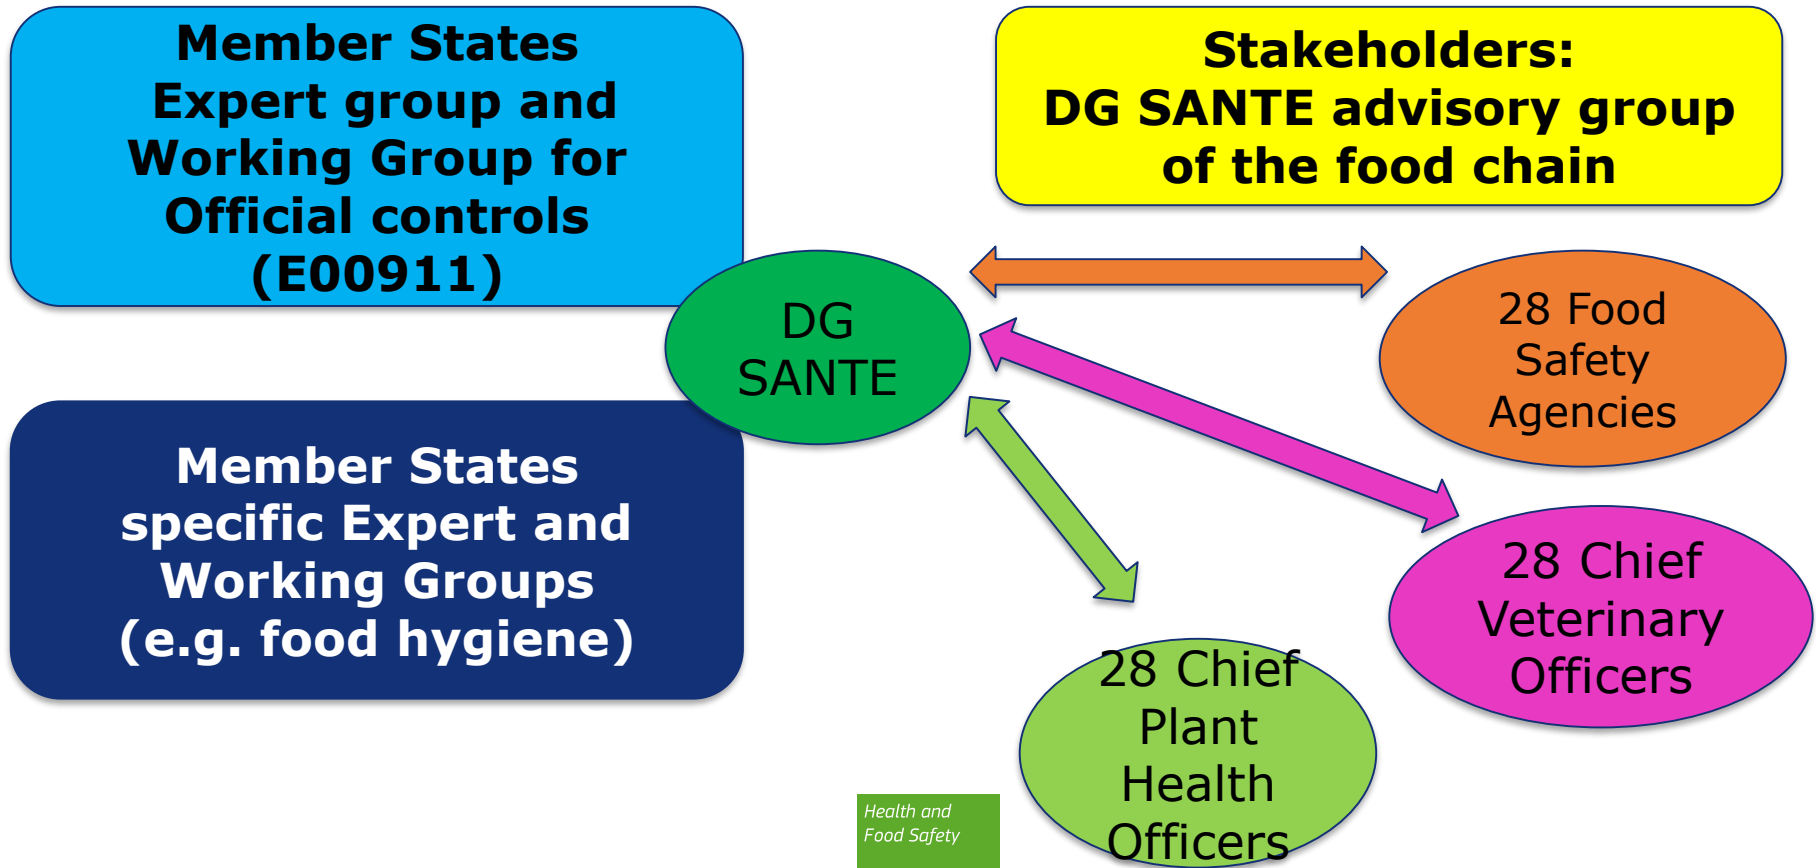 Member States
Expert group and
Working Group for
Official controls
(E00911)
Stakeholders:
DG SANTE advisory group
of the food chain
DG
SANTE
28 Food
Safety
Agencies
Member States
specific Expert and
Working Groups
(e.g. food hygiene)
28 Chief
Veterinary
Officers
28 Chief
Plant
Health
Officers
Health and
Food Safety